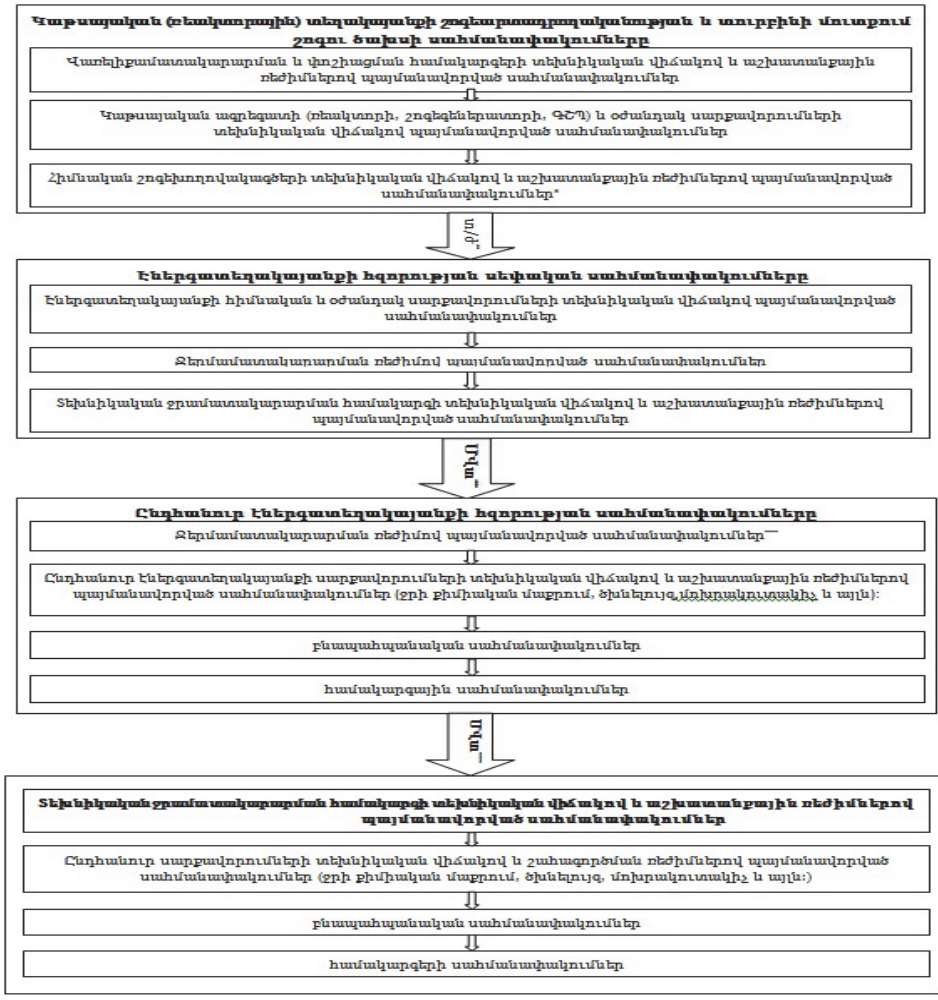 Կաթսայական (ռեակտորային) տեղակայանքի շոգեարտադրողականության և տուրբինի մուտքում
շոգու ծախսի սահմանափակումները
Վառելիքամատակարարման և փոշիացման համակարգերի տեխնիկական վիճակով և աշխատանքային
ռեժիմներով պայմանավորված սահմանափակումներ
Կաթսայական ագրեգատի (ռեակտորի, շոգեգեներատորի, ԳՇՊ) և օժանդակ սարքավորումների
տեխնիկական վիճակով պայմանավորված սահմանափակումներ
Հիմնական շոգեխողովակագծերի տեխնիկական վիճակով և աշխատանքային ռեժիմներով պայմանավորված
սահմանափակումներ*
տ/ժ
Էներգատեղակայանքի հզորության սեփական սահմանափակումները
Էներգատեղակայանքի հիմնական և օժանդակ սարքավորումների տեխնիկական վիճակով պայմանավորված
սահմանափակումներ
Ջերմամատակարարման ռեժիմով պայմանավորված սահմանափակումներ
Տեխնիկական ջրամատակարարման համակարգի տեխնիկական վիճակով և աշխատանքային ռեժիմներով
պայմանավորված սահմանափակումներ
Մվտ
Ընդհանուր էներգատեղակայանքի հզորության սահմանափակումները
Ջերմամատակարարման ռեժիմով պայմանավորված սահմանափակումներ
Ընդհանուր էներգատեղակայանքի սարքավորումների տեխնիկական վիճակով և աշխատանքային ռեժիմներով
պայմանավորված սահմանափակումներ (ջրի քիմիական մաքրում, ծխնելույզ,մոխրակուտակիչ և այլն):
բնապահպանական սահմանափակումներ
համակարգային սահմանափակումներ
Մվտ
Տեխնիկական ջրամատակարարման համակարգի տեխնիկական վիճակով և աշխատանքային ռեժիմներով
պայմանավորված սահմանափակումներ
Ընդհանուր սարքավորումների տեխնիկական վիճակով և շահագործման ռեժիմներով պայմանավորված
սահմանափակումներ (ջրի քիմիական մաքրում, ծխնելույզ, մոխրակուտակիչ և այլն:)
բնապահպանական սահմանափակումներ
համակարգերի սահմանափակումներ